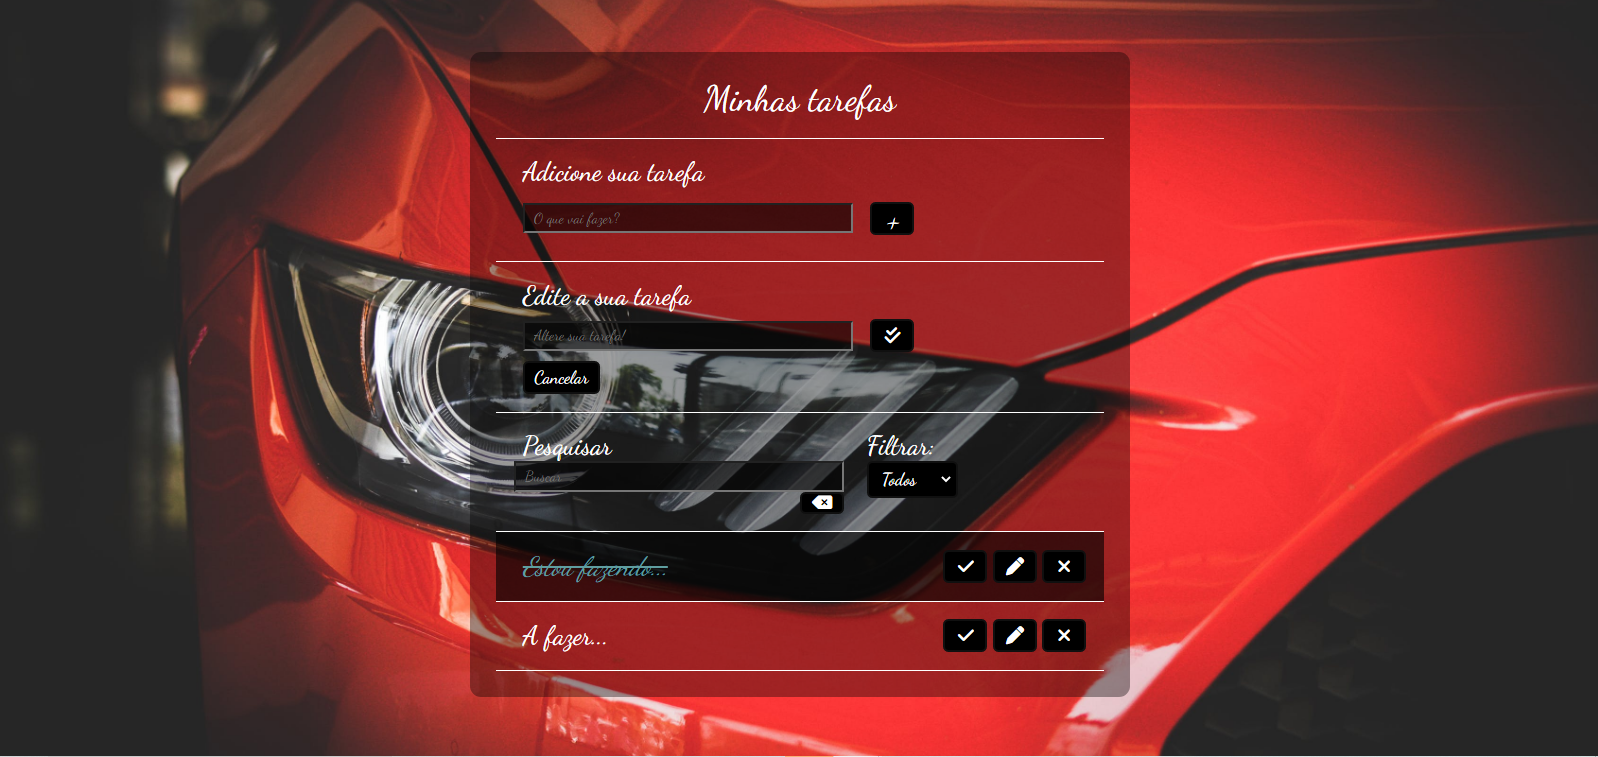 Minhas tarefas
Adicione sua tarefa
O que vai fazer?
+
Edite a sua tarefa
Altere sua tarefa!
Cancelar
Pesquisar
Filtrar:
Buscar...
Todos
Estou fazendo...
A fazer...